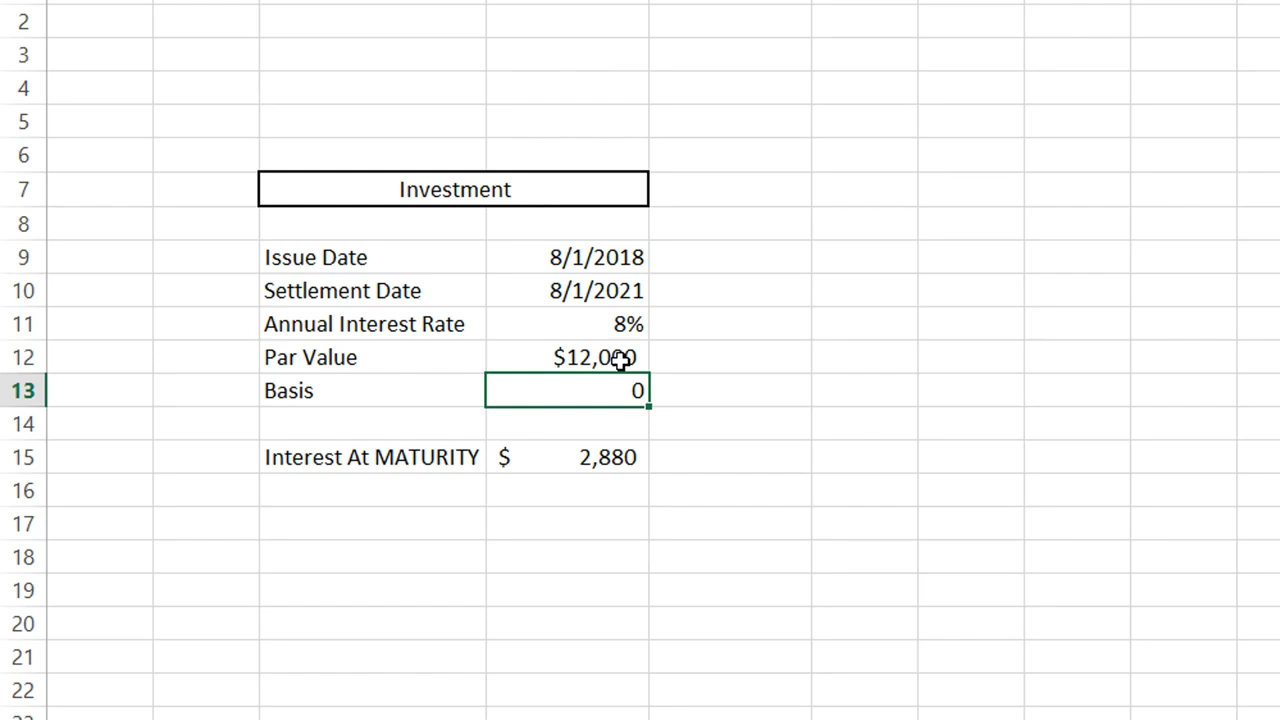 2
3
4
5
6
7 Investment
8
9 Issue Date 8/1/2018
10 Settlement Date 8/1/2021
11 Annual Interest Rate 8%
12 Par Value $12,000
13 Basis 0
14
15 Interest At MATURITY $ 2,880
16
17
18
19
20
21
22